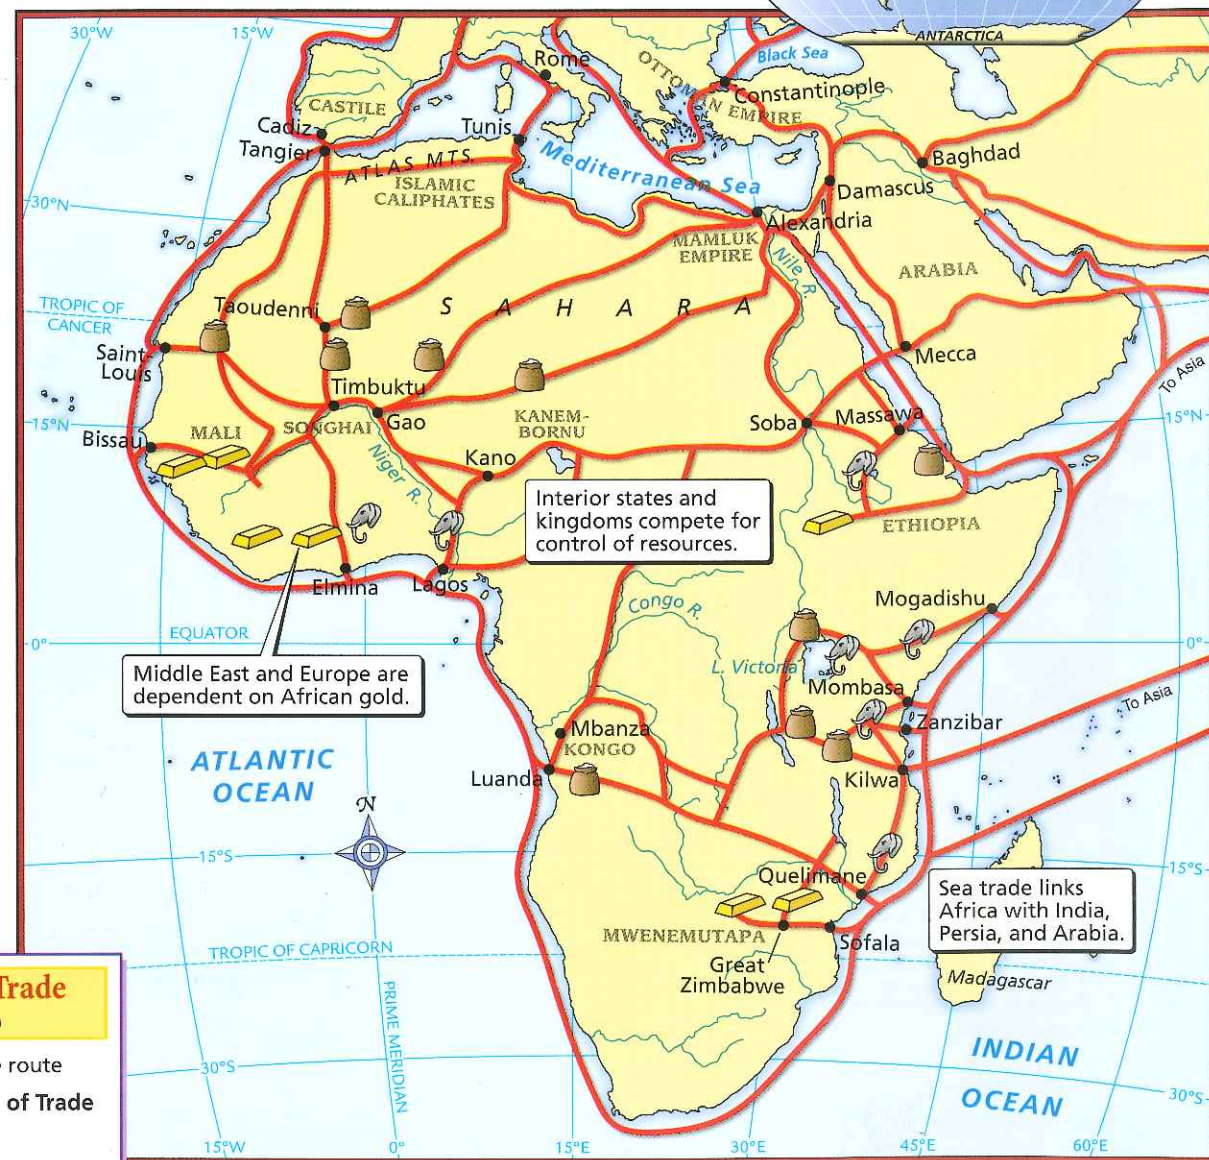 ANTARCTICA
30°W
15°W
Black Sea
Rome
OTTOMAN EMPIRE
Constantinople
CASTILE
Cadiz
Tangier
Tunis
Mediterranean Sea
Baghdad
ATLAS MTS.
ISLAMIC
CALIPHATES
Damascus
30°N
Alexandria
MAMLUK
EMPIRE
Nile R.
ARABIA
TROPIC OF
CANCER
Taoudenni
SAHARA
Saint-
Louis
Mecca
To Asia
Timbuktu
15°N
15°N
Bissau
MALI
SONGHAI
Gao
KANEM-
BORNU
Soba
Massawa
Niger R.
Kano
Interior states and
kingdoms compete for
control of resources.
ETHIOPIA
Elmina
Lagos
Congo R.
Mogadishu
EQUATOR
0°
0°
Middle East and Europe are
dependent on African gold.
L. Victoria
Mombasa
To Asia
Zanzibar
Mbanza
KONGO
ATLANTIC
OCEAN
Luanda
Kilwa
N
15°S
15°S
Quelimane
Sea trade links
Africa with India,
Persia, and Arabia.
MWENEMUTAPA
Sofala
TROPIC OF CAPRICORN
Great
Zimbabwe
Madagascar
Trade
PRIME MERIDIAN
INDIAN
OCEAN
route
30°S
30°S
of Trade
15°W
0°
15°E
30°E
45°E
60°E